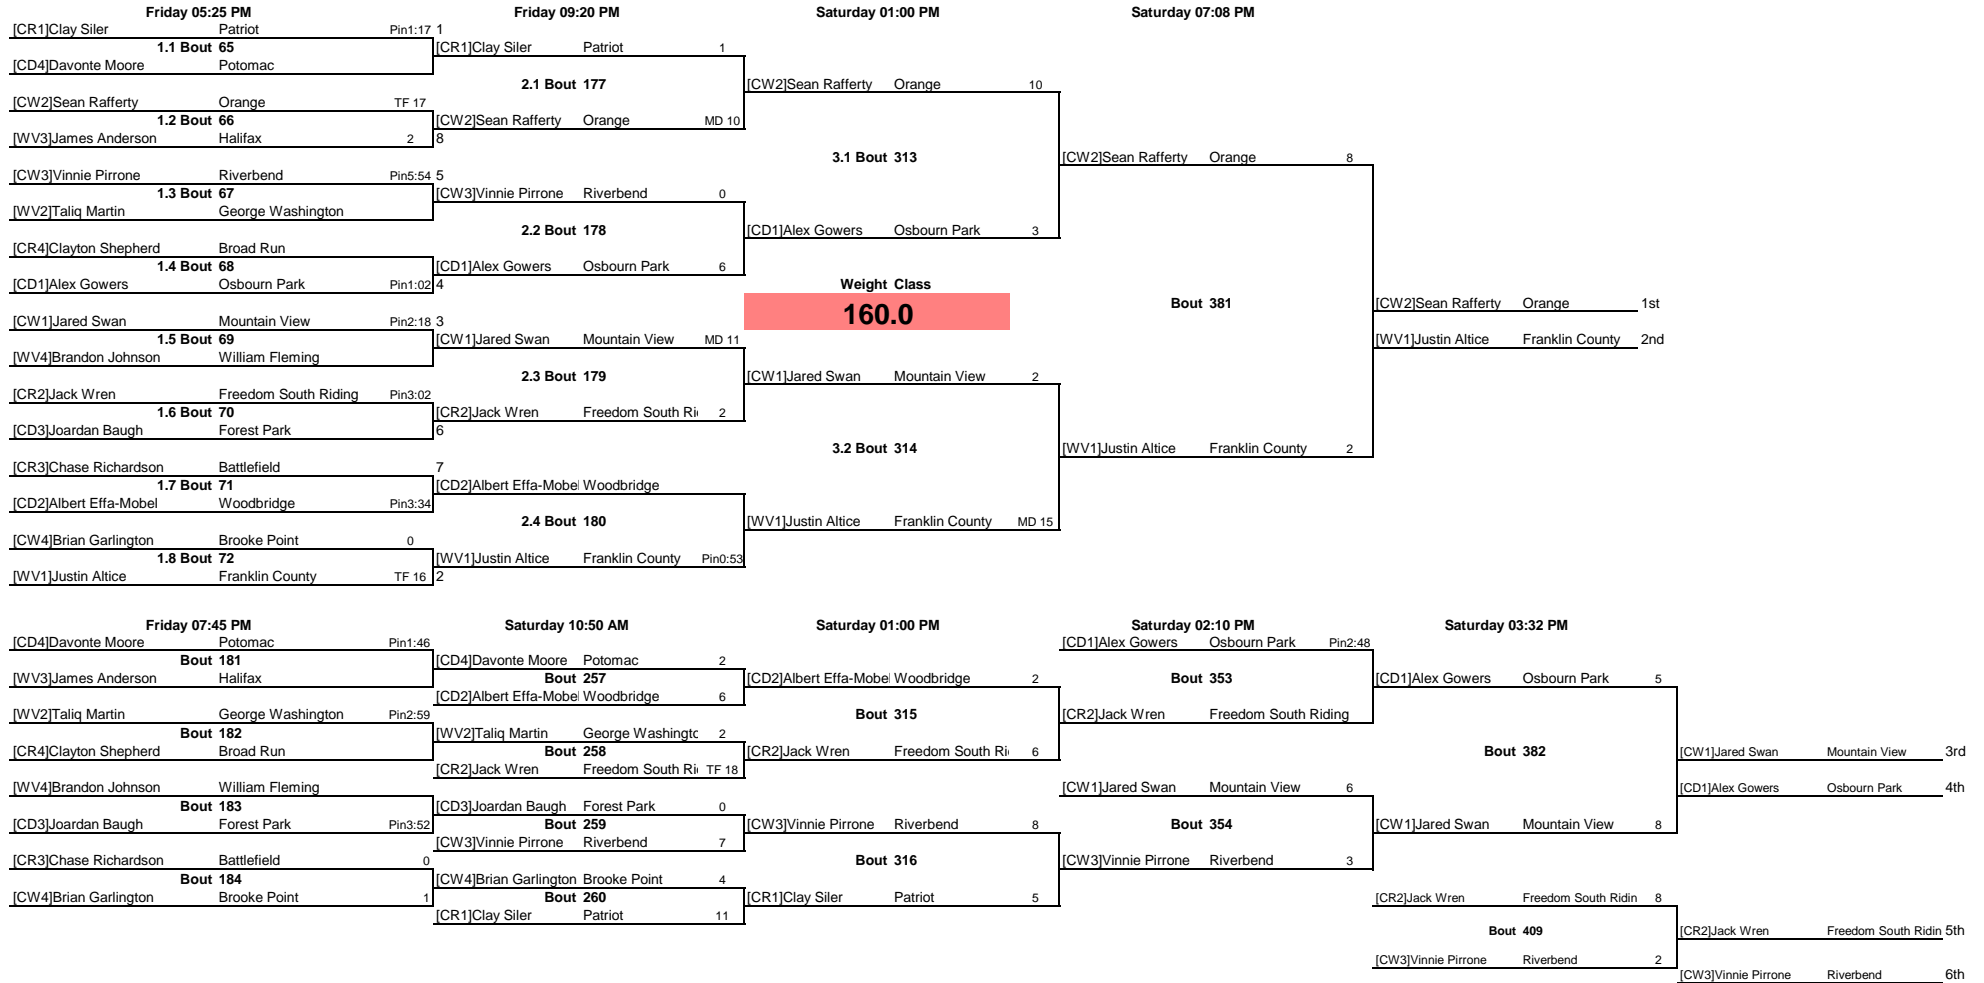 Friday 05:25 PM Friday 09:20 PM Saturday 01:00 PM Saturday 07:08 PM
[CR1]Clay Siler Patriot Pin1:17 1
1.1 Bout 65 [CR1]Clay Siler Patriot 1
[CD4]Davonte Moore Potomac
2.1 Bout 177 [CW2]Sean Rafferty Orange 10
[CW2]Sean Rafferty Orange TF 17
1.2 Bout 66 [CW2]Sean Rafferty Orange MD 10
[WV3]James Anderson Halifax 2 8
3.1 Bout 313 [CW2]Sean Rafferty Orange 8
[CW3]Vinnie Pirrone Riverbend Pin5:54 5
1.3 Bout 67 [CW3]Vinnie Pirrone Riverbend 0
[WV2]Taliq Martin George Washington
2.2 Bout 178 [CD1]Alex Gowers Osbourn Park 3
[CR4]Clayton Shepherd Broad Run
1.4 Bout 68 [CD1]Alex Gowers Osbourn Park 6
[CD1]Alex Gowers Osbourn Park Pin1:02 4 Weight Class
Bout 381 [CW2]Sean Rafferty Orange 1st
[CW1]Jared Swan Mountain View Pin2:18 3 160.0
1.5 Bout 69 [CW1]Jared Swan Mountain View MD 11 [WV1]Justin Altice Franklin County 2nd
[WV4]Brandon Johnson William Fleming
2.3 Bout 179 [CW1]Jared Swan Mountain View 2
[CR2]Jack Wren Freedom South Riding Pin3:02
1.6 Bout 70 [CR2]Jack Wren Freedom South Ri 2
[CD3]Joardan Baugh Forest Park 6
3.2 Bout 314 [WV1]Justin Altice Franklin County 2
[CR3]Chase Richardson Battlefield 7
1.7 Bout 71 [CD2]Albert Effa-Mobel Woodbridge
[CD2]Albert Effa-Mobel Woodbridge Pin3:34
2.4 Bout 180 [WV1]Justin Altice Franklin County MD 15
[CW4]Brian Garlington Brooke Point 0
1.8 Bout 72 [WV1]Justin Altice Franklin County Pin0:53
[WV1]Justin Altice Franklin County TF 16 2
Friday 07:45 PM Saturday 10:50 AM Saturday 01:00 PM Saturday 02:10 PM Saturday 03:32 PM
[CD4]Davonte Moore Potomac Pin1:46 [CD1]Alex Gowers Osbourn Park Pin2:48
Bout 181 [CD4]Davonte Moore Potomac 2
[WV3]James Anderson Halifax Bout 257 [CD2]Albert Effa-Mobel Woodbridge 2 Bout 353 [CD1]Alex Gowers Osbourn Park 5
[CD2]Albert Effa-Mobel Woodbridge 6
[WV2]Taliq Martin George Washington Pin2:59 Bout 315 [CR2]Jack Wren Freedom South Riding
Bout 182 [WV2]Taliq Martin George Washingtc 2
[CR4]Clayton Shepherd Broad Run Bout 258 [CR2]Jack Wren Freedom South Ri 6 Bout 382 [CW1]Jared Swan Mountain View 3rd
[CR2]Jack Wren Freedom South Ri TF 18
[WV4]Brandon Johnson William Fleming [CW1]Jared Swan Mountain View 6 [CD1]Alex Gowers Osbourn Park 4th
Bout 183 [CD3]Joardan Baugh Forest Park 0
[CD3]Joardan Baugh Forest Park Pin3:52 Bout 259 [CW3]Vinnie Pirrone Riverbend 8 Bout 354 [CW1]Jared Swan Mountain View 8
[CW3]Vinnie Pirrone Riverbend 7
[CR3]Chase Richardson Battlefield 0 Bout 316 [CW3]Vinnie Pirrone Riverbend 3
Bout 184 [CW4]Brian Garlington Brooke Point 4
[CW4]Brian Garlington Brooke Point 1 Bout 260 [CR1]Clay Siler Patriot 5 [CR2]Jack Wren Freedom South Ridin 8
[CR1]Clay Siler Patriot 11
Bout 409 [CR2]Jack Wren Freedom South Ridin 5th
[CW3]Vinnie Pirrone Riverbend 2
[CW3]Vinnie Pirrone Riverbend 6th